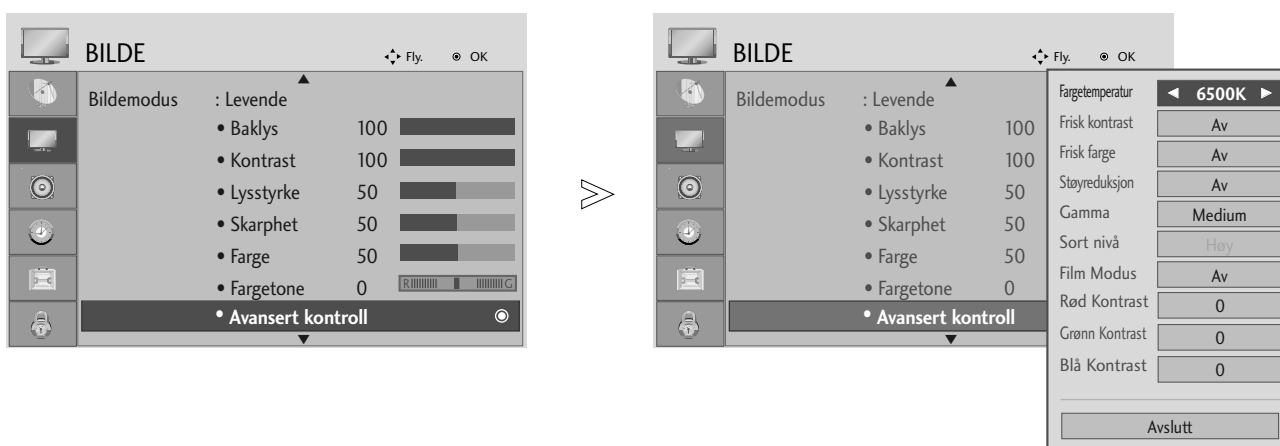 BILDE
Fly. OK
Bildemodus : Levende
• Baklys 100
• Kontrast 100
• Lysstyrke 50
• Skarphet 50
• Farge 50
• Fargetone 0 R G
• Avansert kontroll
BILDE
Fly. OK
Bildemodus : Levende
• Baklys 100
• Kontrast 100
• Lysstyrke 50
• Skarphet 50
• Farge 50
• Fargetone 0
• Avansert kontroll
Fargetemperatur ◄ 6500K ►
Frisk kontrast Av
Frisk farge Av
Støyreduksjon Av
Gamma Medium
Sort nivå Høy
Film Modus Av
Rød Kontrast 0
Grønn Kontrast 0
Blå Kontrast 0
Avslutt